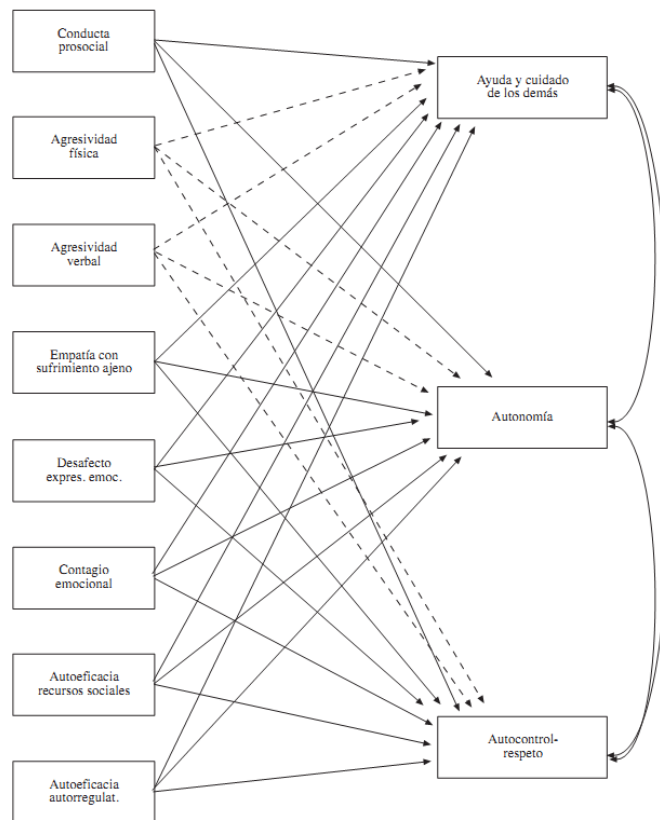 Conducta
prosocial
Agresividad
física
Agresividad
verbal
Empatía con
sufrimiento ajeno
Desafecto
expres. emoc.
Contagio
emocional
Autoeficacia
recursos sociales
Autoeficacia
autorregulat.
Ayuda y cuidado
de los demás
Autonomía
Autocontrol-
respeto